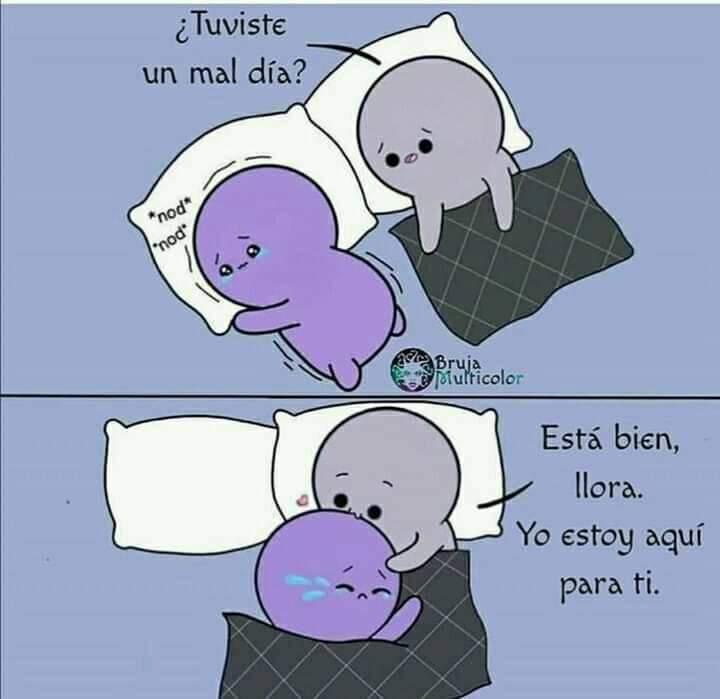 ¿Tuviste
un mal día?
*nod*
*nod*
Bruja
Multicolor
Está bien,
llora.
Yo estoy aquí
para ti.